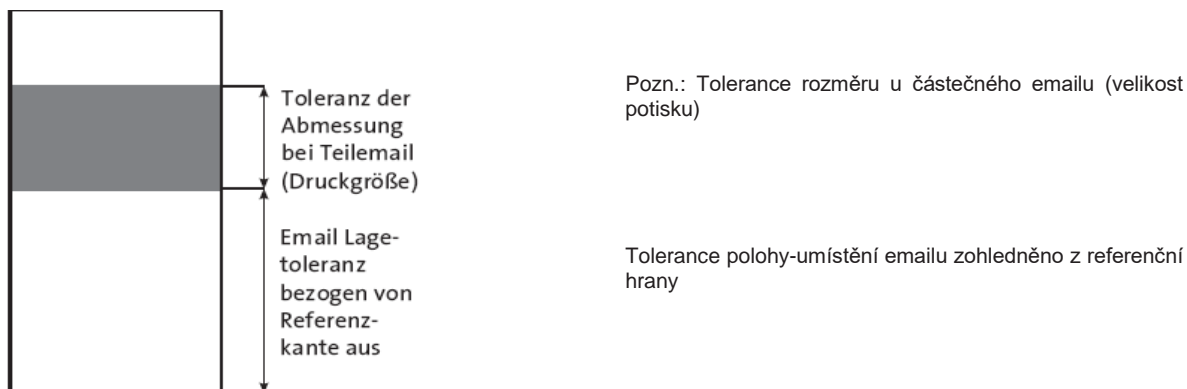 Toleranz der
Abmessung
bei Teilemail
(Druckgröße)
Email Lage-
toleranz
bezogen von
Referenz-
kante aus
Pozn.: Tolerance rozměru u částečného emailu (velikost
potisku)
Tolerance polohy-umístění emailu zohledněno z referenční
hrany